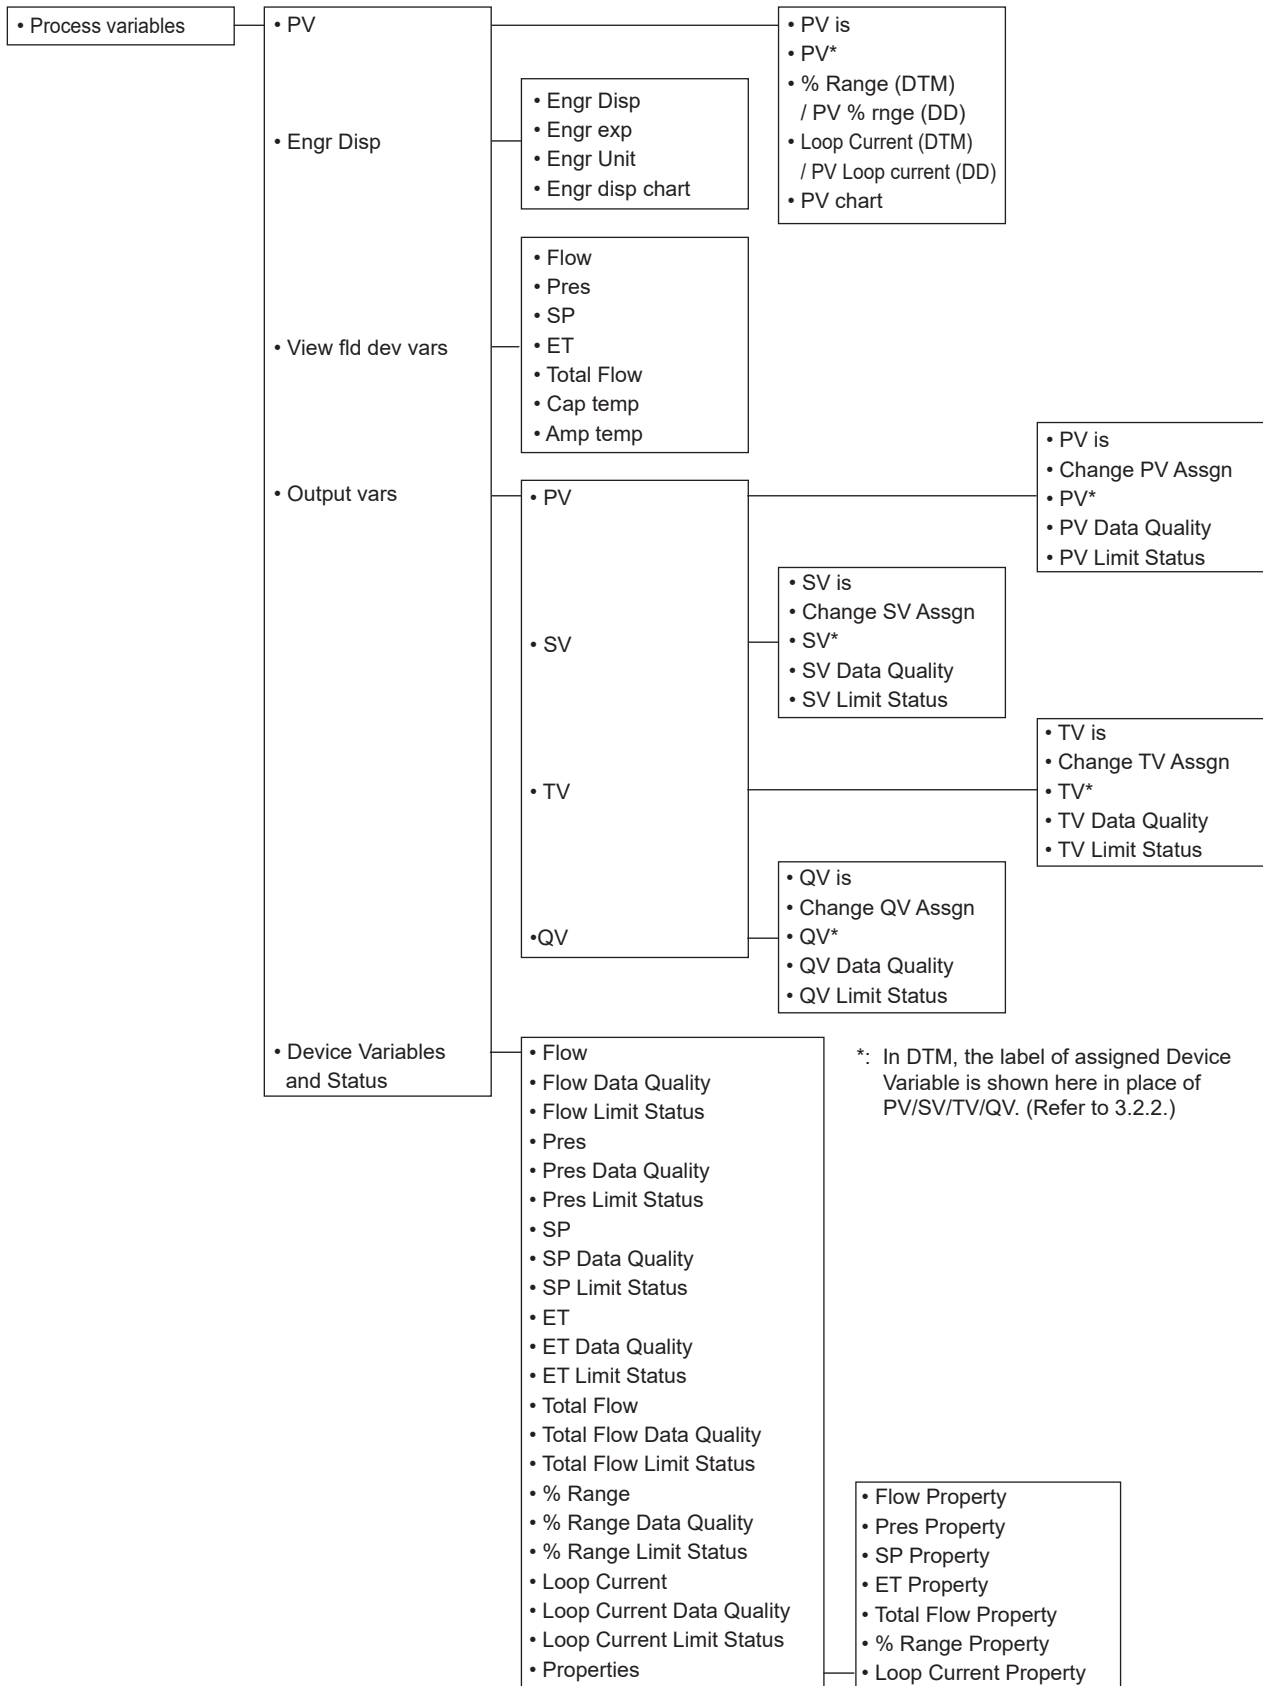 • Process variables
• PV
• Engr Disp
• View fld dev vars
• Output vars
• Device Variables
and Status
• PV is
• PV*
• % Range (DTM)
/ PV % rnge (DD)
• Loop Current (DTM)
/ PV Loop current (DD)
• PV chart
• Engr Disp
• Engr exp
• Engr Unit
• Engr disp chart
• Flow
• Pres
• SP
• ET
• Total Flow
• Cap temp
• Amp temp
• PV
• SV
• TV
•QV
• PV is
• Change PV Assgn
• PV*
• PV Data Quality
• PV Limit Status
• SV is
• Change SV Assgn
• SV*
• SV Data Quality
• SV Limit Status
• TV is
• Change TV Assgn
• TV*
• TV Data Quality
• TV Limit Status
• QV is
• Change QV Assgn
• QV*
• QV Data Quality
• QV Limit Status
• Flow
• Flow Data Quality
• Flow Limit Status
• Pres
• Pres Data Quality
• Pres Limit Status
• SP
• SP Data Quality
• SP Limit Status
• ET
• ET Data Quality
• ET Limit Status
• Total Flow
• Total Flow Data Quality
• Total Flow Limit Status
• % Range
• % Range Data Quality
• % Range Limit Status
• Loop Current
• Loop Current Data Quality
• Loop Current Limit Status
• Properties
*: In DTM, the label of assigned Device
Variable is shown here in place of
PV/SV/TV/QV. (Refer to 3.2.2.)
• Flow Property
• Pres Property
• SP Property
• ET Property
• Total Flow Property
• % Range Property
• Loop Current Property